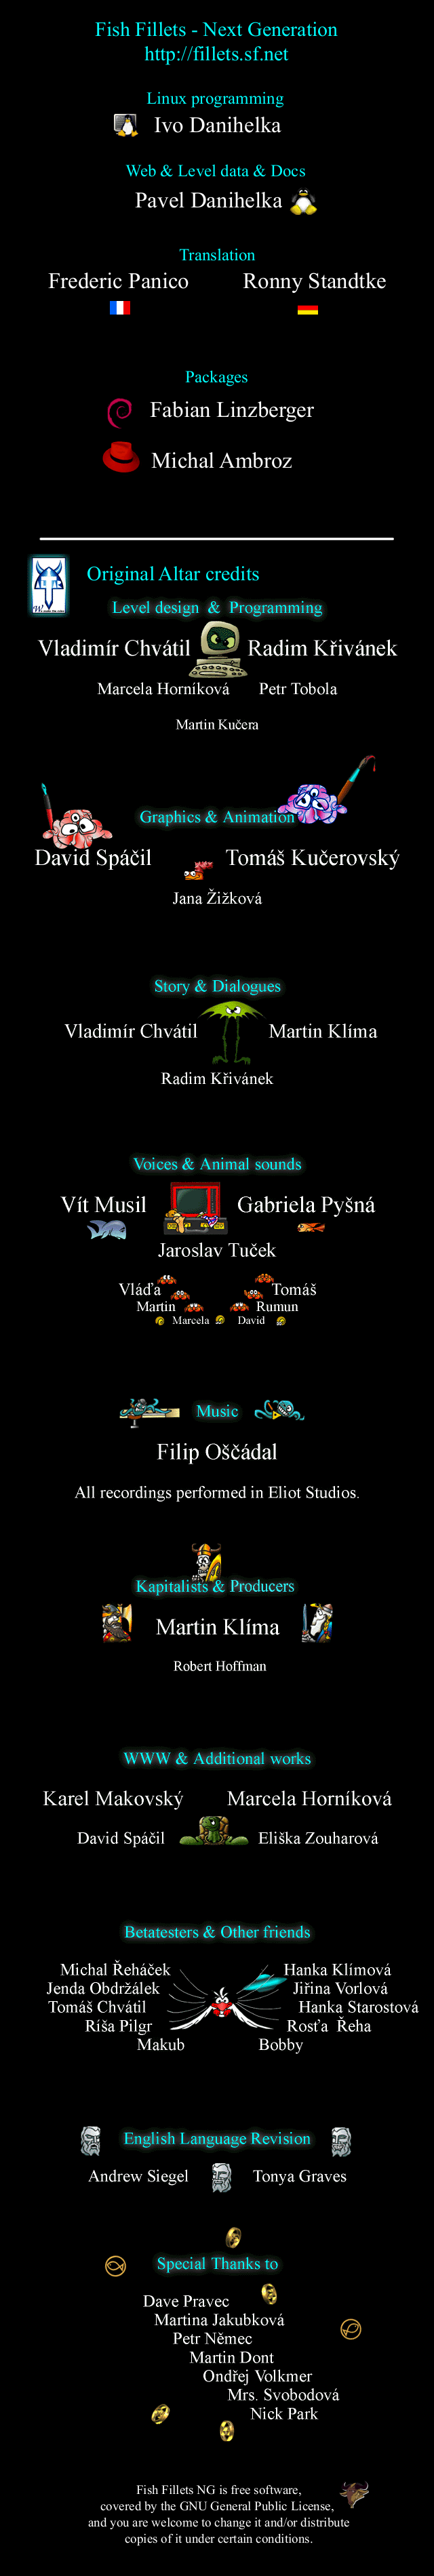 Fish Fillets - Next Generation
http://fillets.sf.net
Linux programming
Ivo Danihelka
Web & Level data & Docs
Pavel Danihelka
Translation
Frederic Panico Ronny Standtke
Packages
Fabian Linzberger
Michal Ambroz
Original Altar credits
Level design & Programming
Vladimír Chvátil Radim Křivánek
Marcela Horníková Petr Tobola
Martin Kučera
Graphics & Animation
David Spáčil Tomáš Kučerovský
Jana Žižková
Story & Dialogues
Vladimír Chvátil Martin Klíma
Radim Křivánek
Voices & Animal sounds
Vít Musil Gabriela Pyšná
Jaroslav Tuček
Vláďa Tomáš
Martin Rumun
Marcela David
Music
Filip Oščádal
All recordings performed in Eliot Studios.
Kapitalists & Producers
Martin Klíma
Robert Hoffman
WWW & Additional works
Karel Makovský Marcela Horníková
David Spáčil Eliška Zouharová
Betatesters & Other friends
Michal Řeháček Hanka Klímová
Jenda Obdržálek Jiřina Vorlová
Tomáš Chvátil Hanka Starostová
Ríša Pilgr Rosťa Řeha
Makub Bobby
English Language Revision
Andrew Siegel Tonya Graves
Special Thanks to
Dave Pravec
Martina Jakubková
Petr Němec
Martin Dont
Ondřej Volkmer
Mrs. Svobodová
Nick Park
Fish Fillets NG is free software,
covered by the GNU General Public License,
and you are welcome to change it and/or distribute
copies of it under certain conditions.